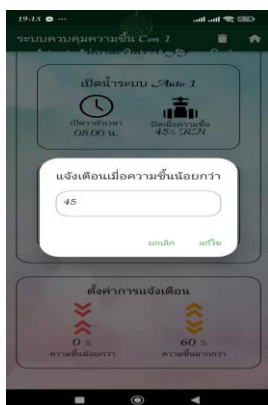 19:13
ระบบควบคุมความชื้น Con 1
เปิดน้ำระบบ Auto 1
เปิดวาล์วเวลา
08.00 น.
ปิดเมื่อความชื้น
45% RH
แจ้งเตือนเมื่อความชื้นน้อยกว่า
45
ยกเลิก
แก้ไข
ตั้งค่าการแจ้งเตือน
0 %
ความชื้นน้อยกว่า
60 %
ความชื้นมากกว่า